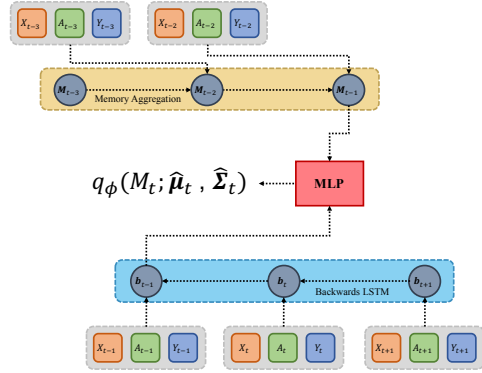 X_{t−3} A_{t−3} Y_{t−3} X_{t−2} A_{t−2} Y_{t−2}
M_{t−3} M_{t−2} M_{t−1}
Memory Aggregation
q_ϕ(M_t; μ̂_t , Σ̂_t)
MLP
b_{t−1} b_t b_{t+1}
Backwards LSTM
X_{t−1} A_{t−1} Y_{t−1} X_t A_t Y_t X_{t+1} A_{t+1} Y_{t+1}